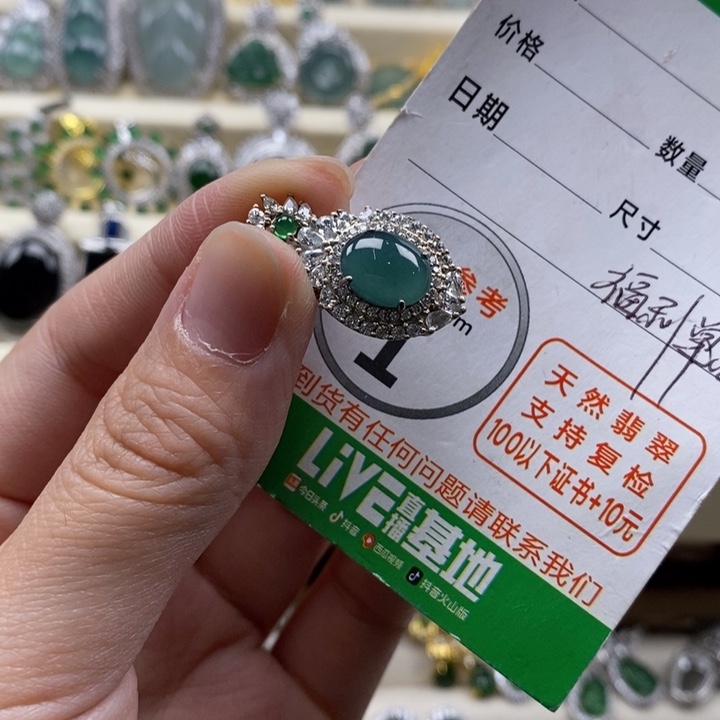 价格
日期
数量
尺寸
福利单
参考
1
m
天然翡翠
支持复检
100以下证书+10元
到货有任何问题请联系我们
LiVE直播基地
今日头条 抖音 西瓜视频 抖音火山版